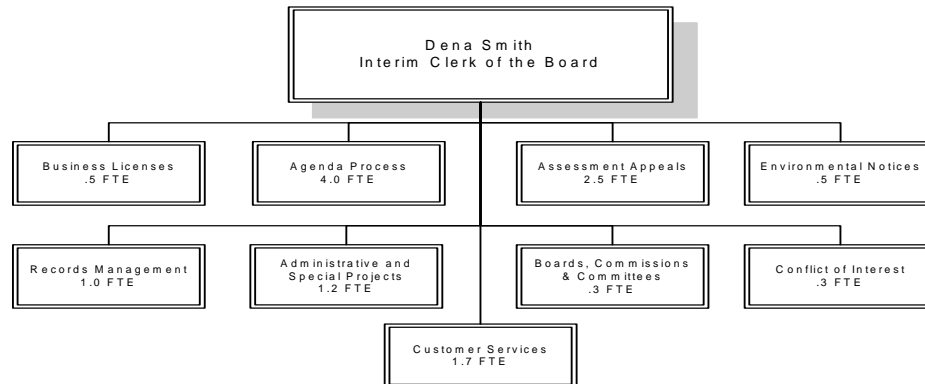 Dena Smith
Interim Clerk of the Board
Business Licenses
.5 FTE
Agenda Process
4.0 FTE
Assessment Appeals
2.5 FTE
Environmental Notices
.5 FTE
Records Management
1.0 FTE
Administrative and
Special Projects
1.2 FTE
Boards, Commissions
& Committees
.3 FTE
Conflict of Interest
.3 FTE
Customer Services
1.7 FTE